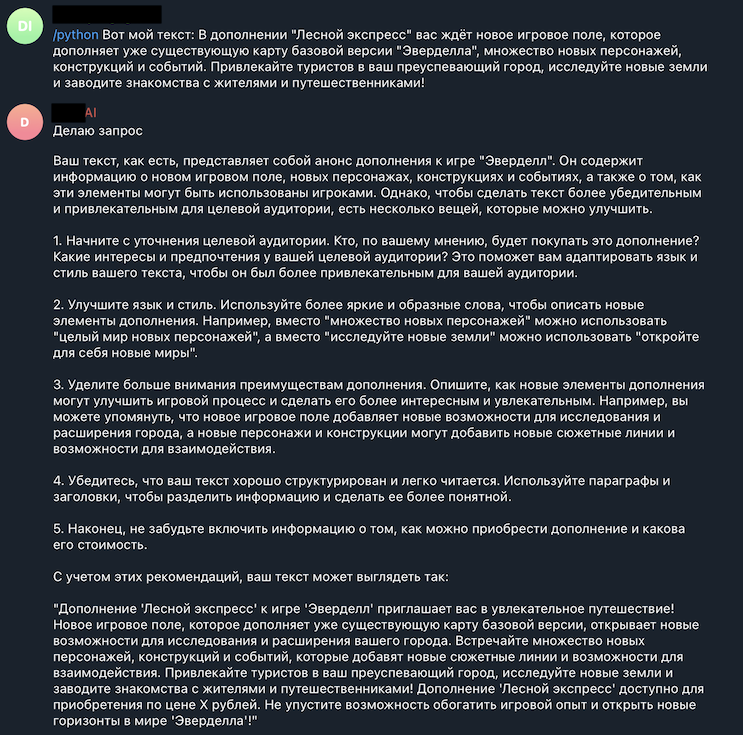 DI
/python Вот мой текст: В дополнении "Лесной экспресс" вас ждёт новое игровое поле, которое
дополняет уже существующую карту базовой версии "Эверделла", множество новых персонажей,
конструкций и событий. Привлекайте туристов в ваш преуспевающий город, исследуйте новые земли
и заводите знакомства с жителями и путешественниками!
D
AI
Делаю запрос
Ваш текст, как есть, представляет собой анонс дополнения к игре "Эверделл". Он содержит
информацию о новом игровом поле, новых персонажах, конструкциях и событиях, а также о том, как
эти элементы могут быть использованы игроками. Однако, чтобы сделать текст более убедительным
и привлекательным для целевой аудитории, есть несколько вещей, которые можно улучшить.
1. Начните с уточнения целевой аудитории. Кто, по вашему мнению, будет покупать это дополнение?
Какие интересы и предпочтения у вашей целевой аудитории? Это поможет вам адаптировать язык и
стиль вашего текста, чтобы он был более привлекательным для вашей аудитории.
2. Улучшите язык и стиль. Используйте более яркие и образные слова, чтобы описать новые
элементы дополнения. Например, вместо "множество новых персонажей" можно использовать
"целый мир новых персонажей", а вместо "исследуйте новые земли" можно использовать "откройте
для себя новые миры".
3. Уделите больше внимания преимуществам дополнения. Опишите, как новые элементы дополнения
могут улучшить игровой процесс и сделать его более интересным и увлекательным. Например, вы
можете упомянуть, что новое игровое поле добавляет новые возможности для исследования и
расширения города, а новые персонажи и конструкции могут добавить новые сюжетные линии и
возможности для взаимодействия.
4. Убедитесь, что ваш текст хорошо структурирован и легко читается. Используйте параграфы и
заголовки, чтобы разделить информацию и сделать ее более понятной.
5. Наконец, не забудьте включить информацию о том, как можно приобрести дополнение и какова
его стоимость.
С учетом этих рекомендаций, ваш текст может выглядеть так:
"Дополнение 'Лесной экспресс' к игре 'Эверделл' приглашает вас в увлекательное путешествие!
Новое игровое поле, которое дополняет уже существующую карту базовой версии, открывает новые
возможности для исследования и расширения вашего города. Встречайте множество новых
персонажей, конструкций и событий, которые добавят новые сюжетные линии и возможности для
взаимодействия. Привлекайте туристов в ваш преуспевающий город, исследуйте новые земли и
заводите знакомства с жителями и путешественниками! Дополнение 'Лесной экспресс' доступно для
приобретения по цене X рублей. Не упустите возможность обогатить игровой опыт и открыть новые
горизонты в мире 'Эверделла'!"